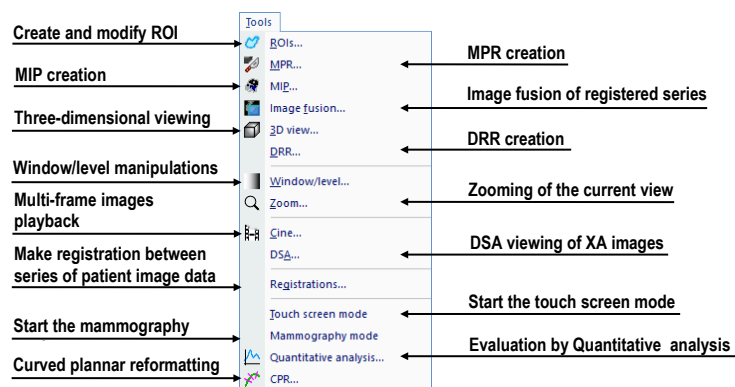 Tools
Create and modify ROI
ROIs...
MPR...
MPR creation
MIP creation
MIP...
Image fusion...
Image fusion of registered series
Three-dimensional viewing
3D view...
DRR...
DRR creation
Window/level manipulations
Window/level...
Zoom...
Zooming of the current view
Multi-frame images
playback
Cine...
DSA...
DSA viewing of XA images
Make registration between
series of patient image data
Registrations...
Touch screen mode
Start the touch screen mode
Start the mammography
Mammography mode
Quantitative analysis...
Evaluation by Quantitative analysis
Curved plannar reformatting
CPR...